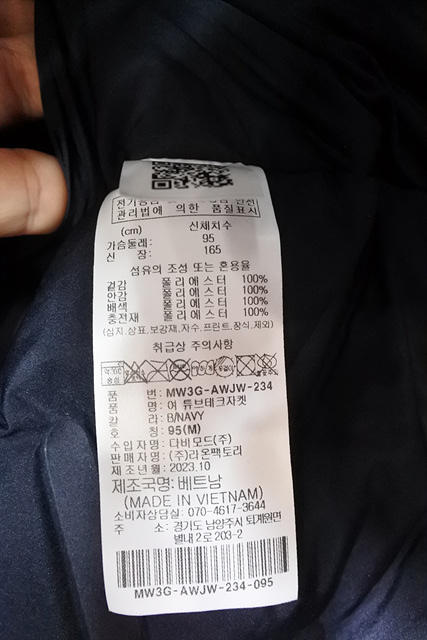 관리법에 의한 품질표시
(cm) 신체치수
가슴둘레: 95
신 장: 165
섬유의 조성 또는 혼용율
겉감 폴리에스터 100%
안감 폴리에스터 100%
배색 폴리에스터 100%
충전재 폴리에스터 100%
(심지,상표,보강재,자수,프린트,장식,제외)
취급상 주의사항
품 번: MW3G-AWJW-234
품 명: 여 튜브테크자켓
칼 라: B/NAVY
호 칭: 95(M)
수입자명: 다비모드(주)
판매자명: (주)라온팩토리
제조년월: 2023.10
제조국명: 베트남
(MADE IN VIETNAM)
소비자상담실: 070-4617-3644
주 소: 경기도 남양주시 퇴계원면
별내2로 203-2
MW3G-AWJW-234-095